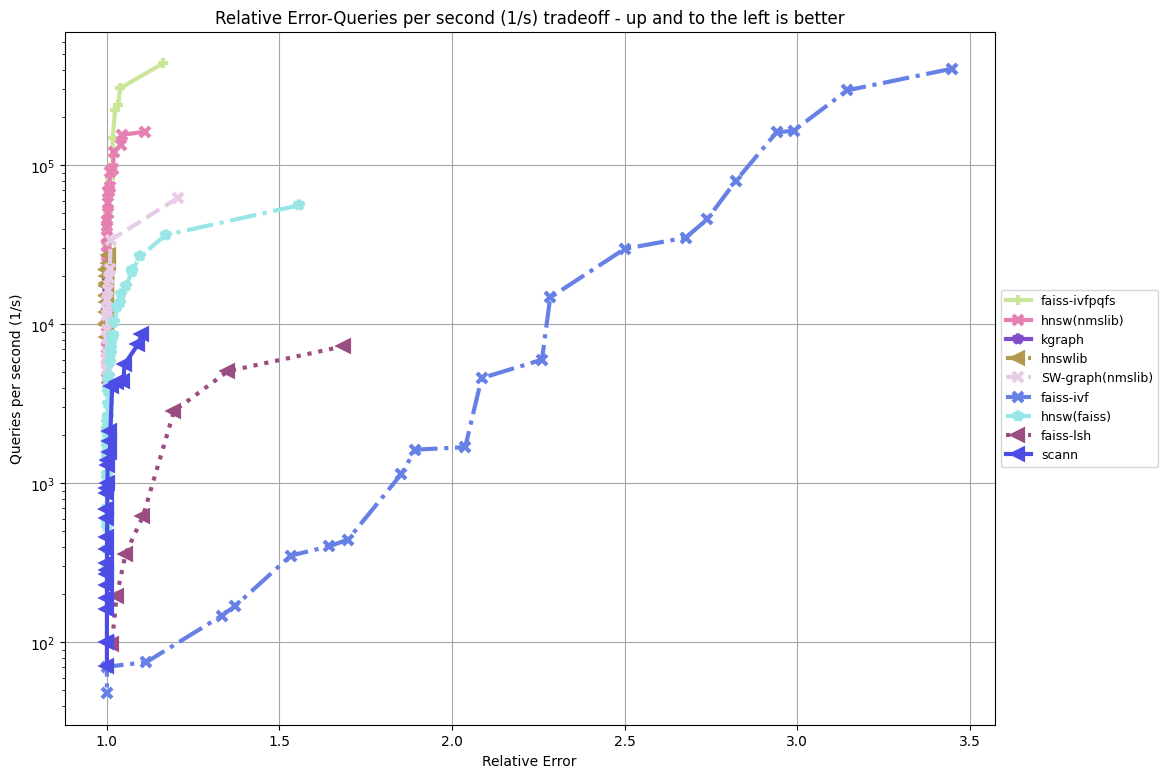 Relative Error-Queries per second (1/s) tradeoff - up and to the left is better
Queries per second (1/s)
10^5
10^4
10^3
10^2
1.0 1.5 2.0 2.5 3.0 3.5
Relative Error
faiss-ivfpqfs
hnsw(nmslib)
kgraph
hnswlib
SW-graph(nmslib)
faiss-ivf
hnsw(faiss)
faiss-lsh
scann